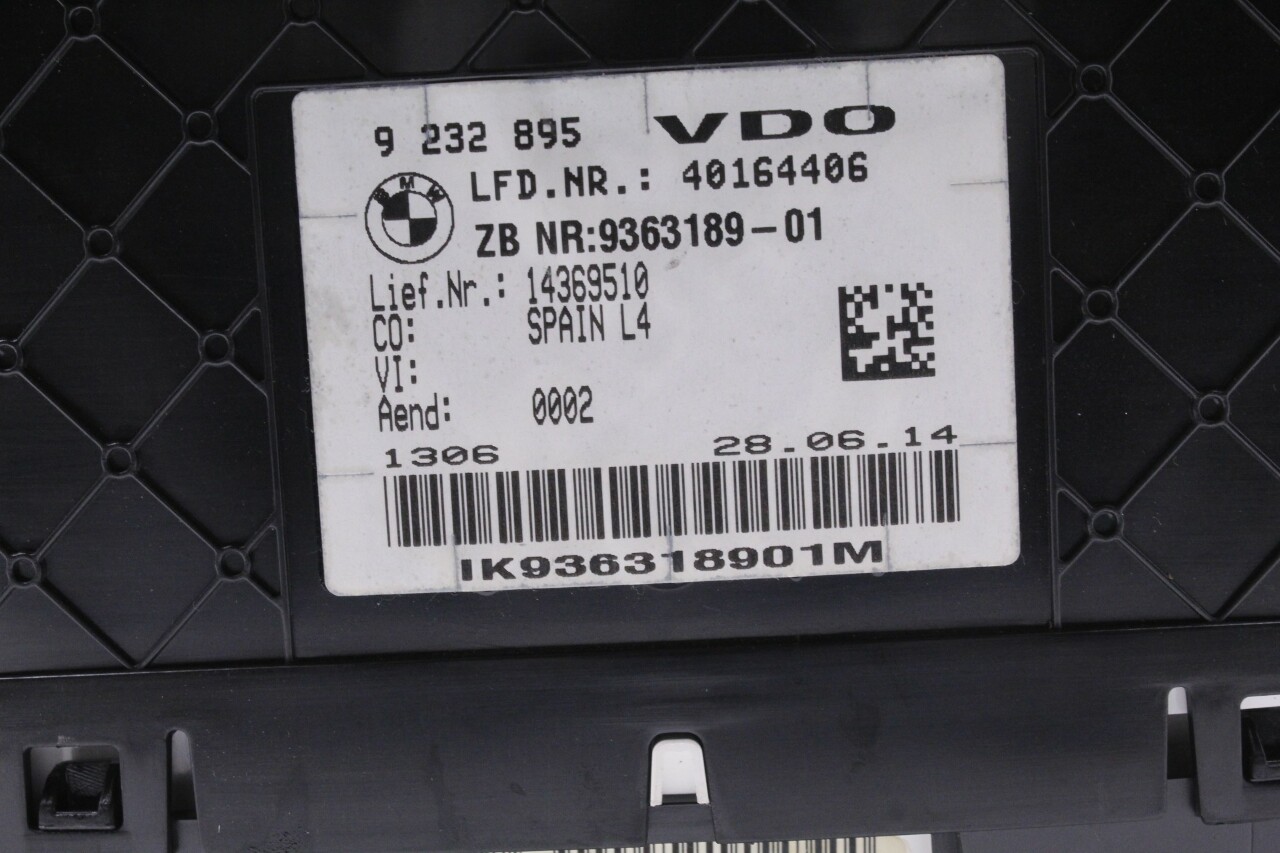 9 232 895 VDO
BMW LFD.NR.: 40164406
ZB NR:9363189-01
Lief.Nr.: 14369510
CO: SPAIN L4
VI:
Aend: 0002
1306 28.06.14
IK936318901M